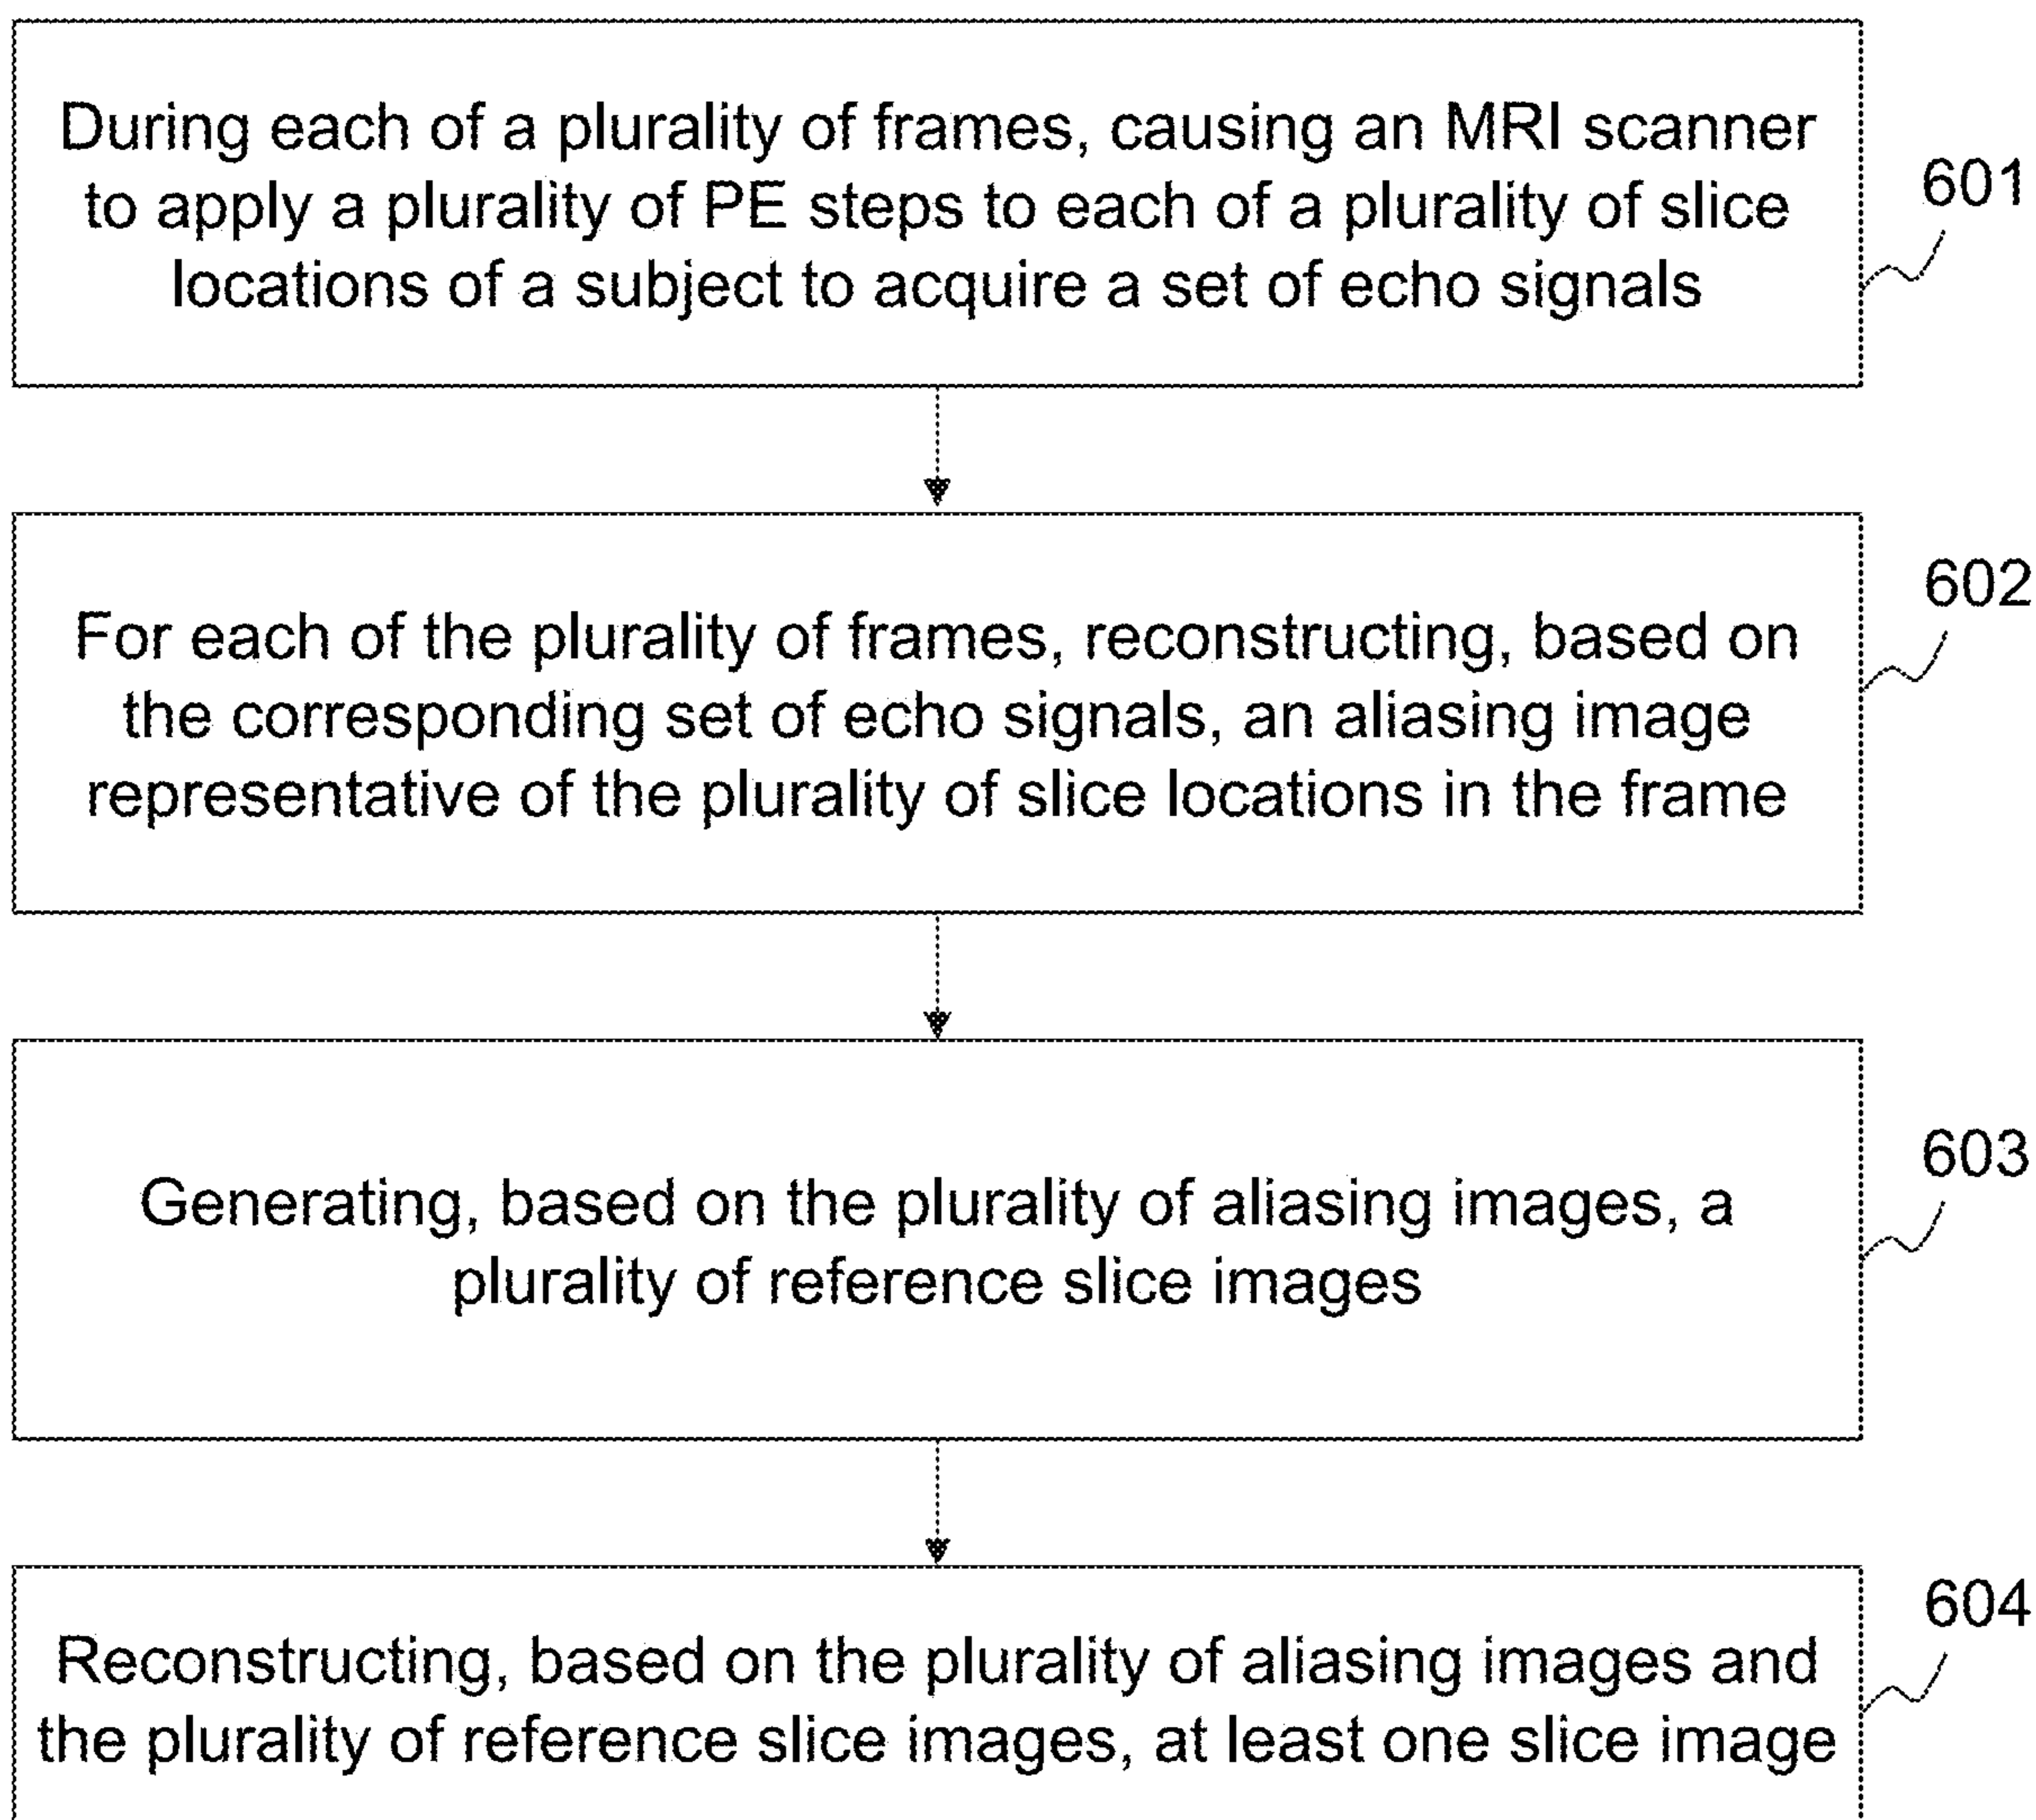 During each of a plurality of frames, causing an MRI scanner
to apply a plurality of PE steps to each of a plurality of slice
locations of a subject to acquire a set of echo signals
601
For each of the plurality of frames, reconstructing, based on
the corresponding set of echo signals, an aliasing image
representative of the plurality of slice locations in the frame
602
Generating, based on the plurality of aliasing images, a
plurality of reference slice images
603
Reconstructing, based on the plurality of aliasing images and
the plurality of reference slice images, at least one slice image
604